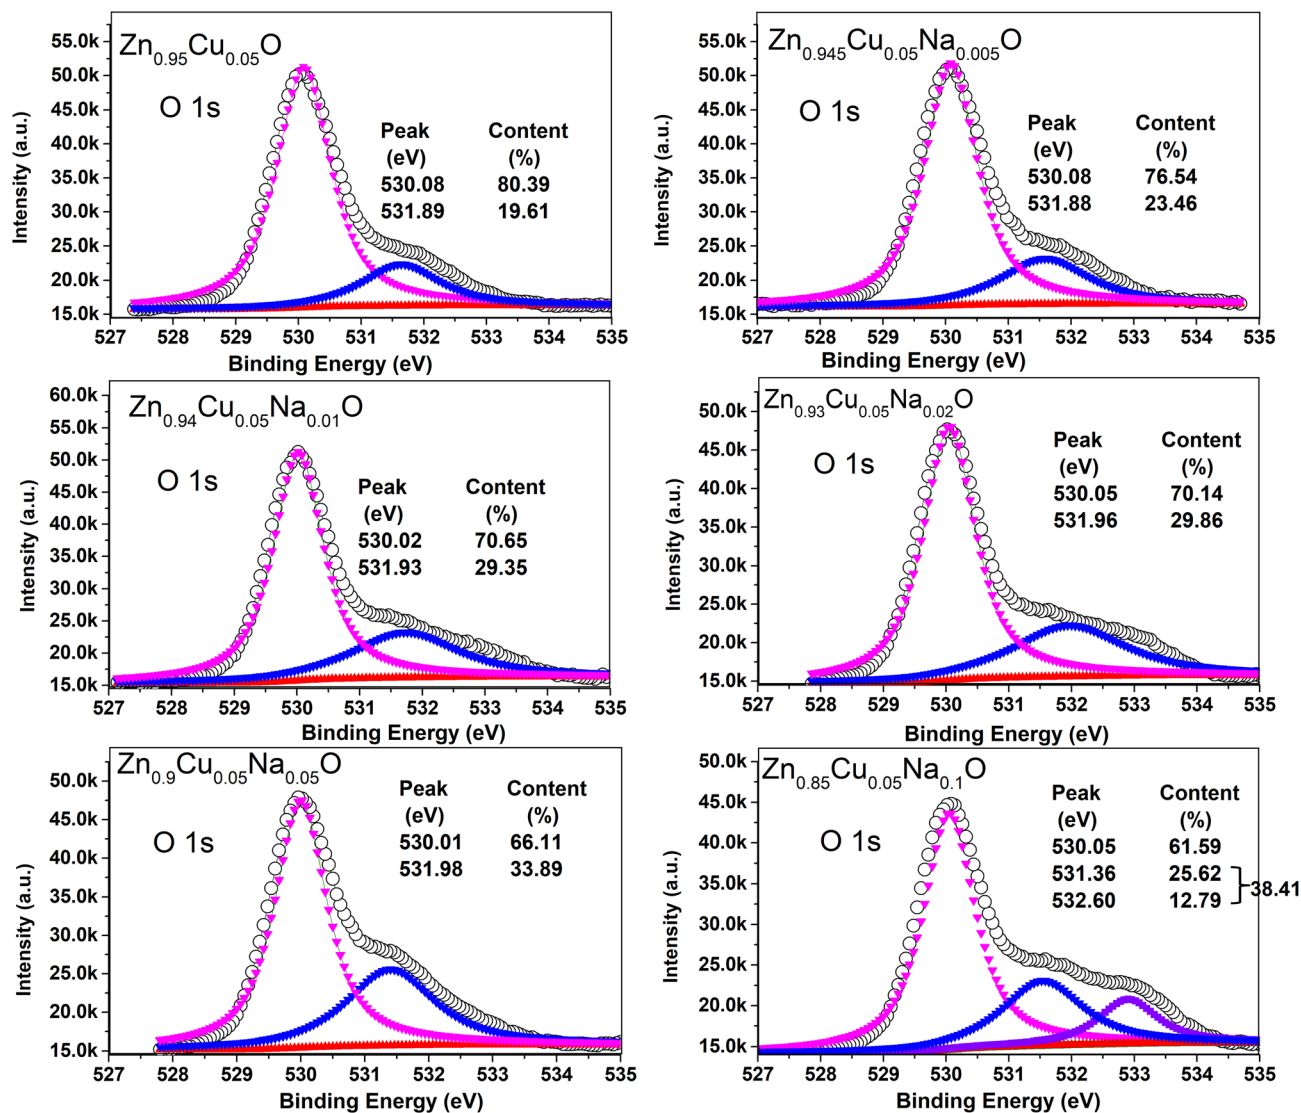 Zn0.95Cu0.05O
O 1s
Peak Content
(eV) (%)
530.08 80.39
531.89 19.61
55.0k
50.0k
45.0k
40.0k
35.0k
30.0k
25.0k
20.0k
15.0k
Intensity (a.u.)
527 528 529 530 531 532 533 534 535
Binding Energy (eV)
Zn0.945Cu0.05Na0.005O
O 1s
Peak Content
(eV) (%)
530.08 76.54
531.88 23.46
55.0k
50.0k
45.0k
40.0k
35.0k
30.0k
25.0k
20.0k
15.0k
Intensity (a.u.)
527 528 529 530 531 532 533 534 535
Binding Energy (eV)
Zn0.94Cu0.05Na0.01O
O 1s
Peak Content
(eV) (%)
530.02 70.65
531.93 29.35
60.0k
55.0k
50.0k
45.0k
40.0k
35.0k
30.0k
25.0k
20.0k
15.0k
Intensity (a.u.)
527 528 529 530 531 532 533 534 535
Binding Energy (eV)
Zn0.93Cu0.05Na0.02O
O 1s
Peak Content
(eV) (%)
530.05 70.14
531.96 29.86
50.0k
45.0k
40.0k
35.0k
30.0k
25.0k
20.0k
15.0k
Intensity (a.u.)
527 528 529 530 531 532 533 534 535
Binding Energy (eV)
Zn0.9Cu0.05Na0.05O
O 1s
Peak Content
(eV) (%)
530.01 66.11
531.98 33.89
50.0k
45.0k
40.0k
35.0k
30.0k
25.0k
20.0k
15.0k
Intensity (a.u.)
527 528 529 530 531 532 533 534 535
Binding Energy (eV)
Zn0.85Cu0.05Na0.1O
O 1s
Peak Content
(eV) (%)
530.05 61.59
531.36 25.62
38.41
532.60 12.79
50.0k
45.0k
40.0k
35.0k
30.0k
25.0k
20.0k
15.0k
Intensity (a.u.)
527 528 529 530 531 532 533 534 535
Binding Energy (eV)